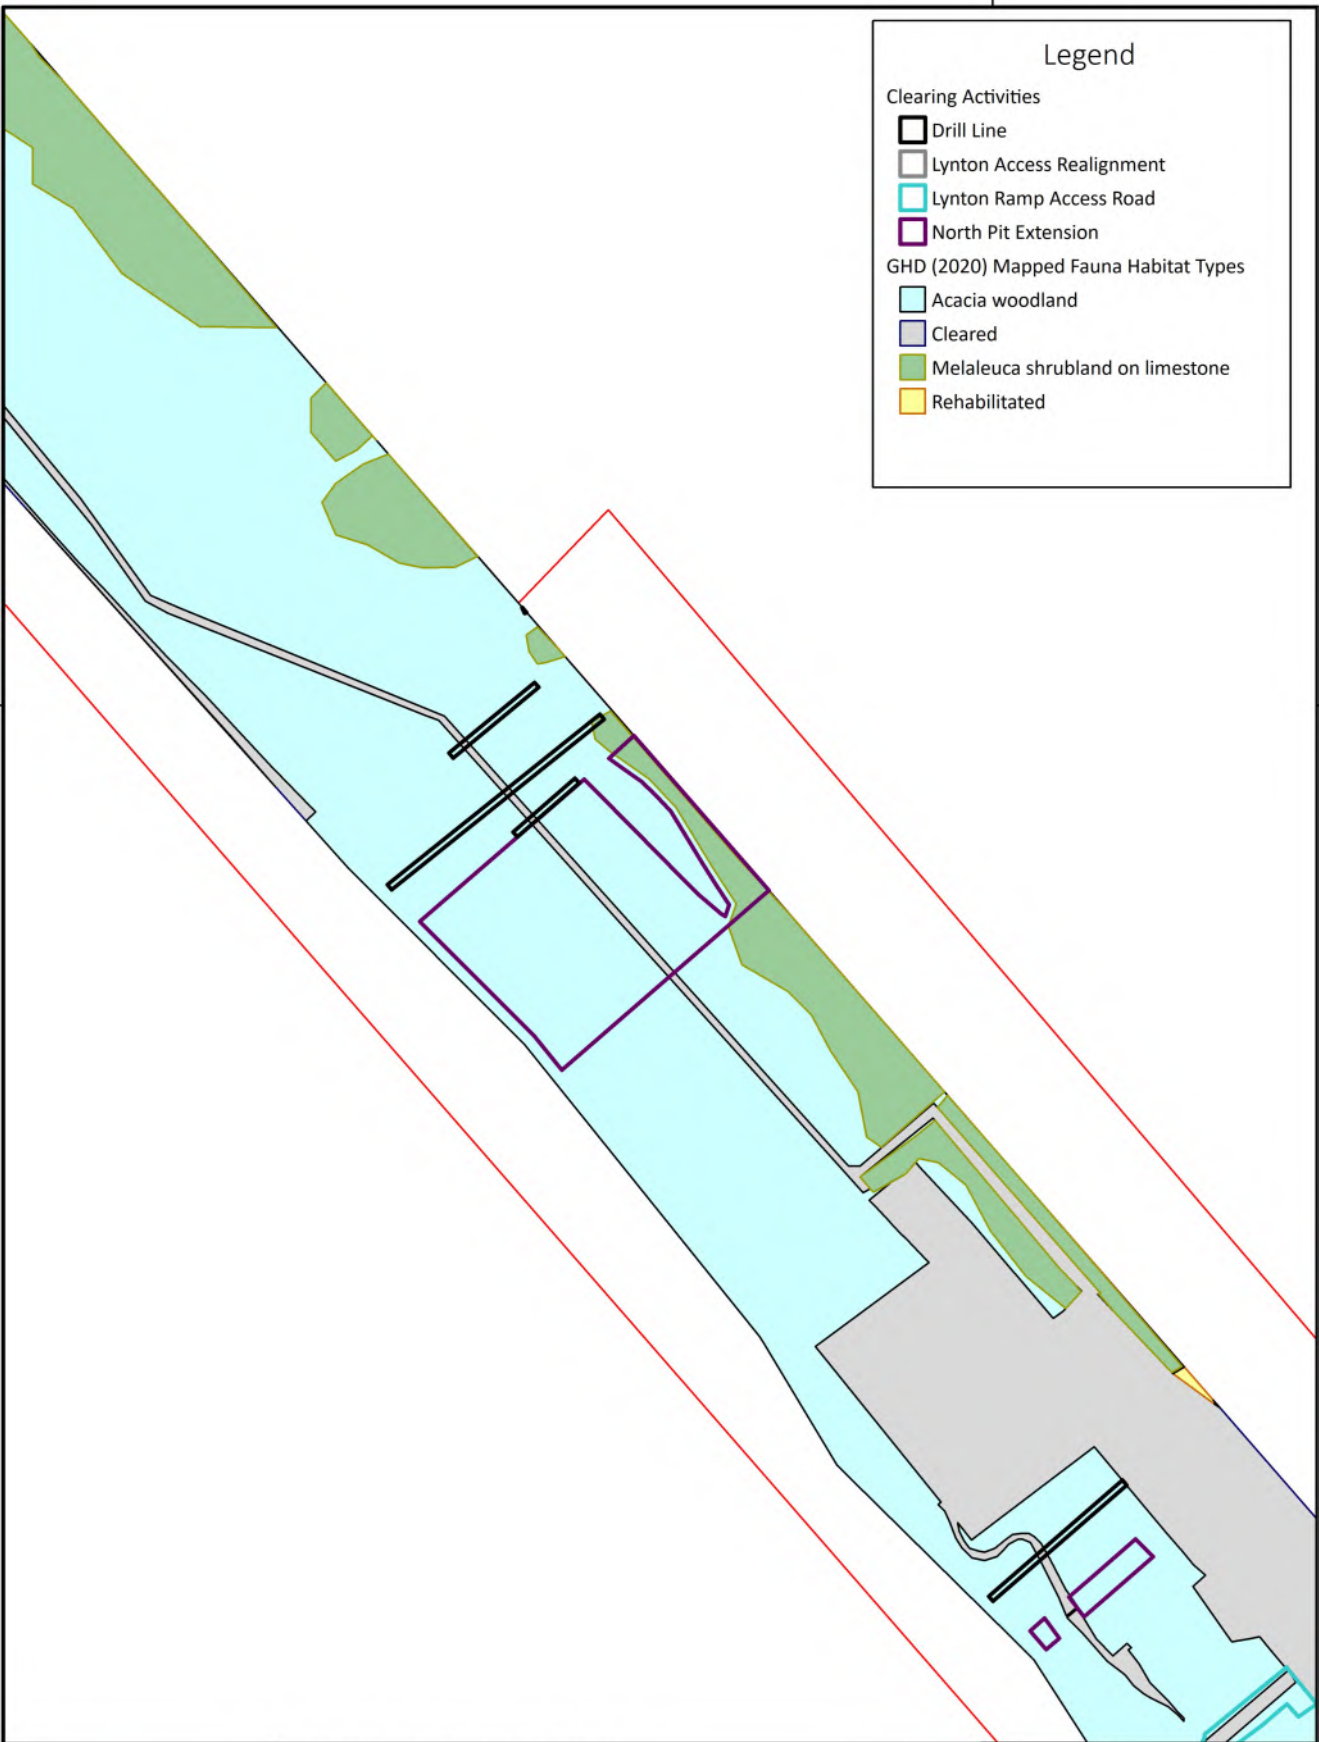 Legend
Clearing Activities
Drill Line
Lynton Access Realignment
Lynton Ramp Access Road
North Pit Extension
GHD (2020) Mapped Fauna Habitat Types
Acacia woodland
Cleared
Melaleuca shrubland on limestone
Rehabilitated